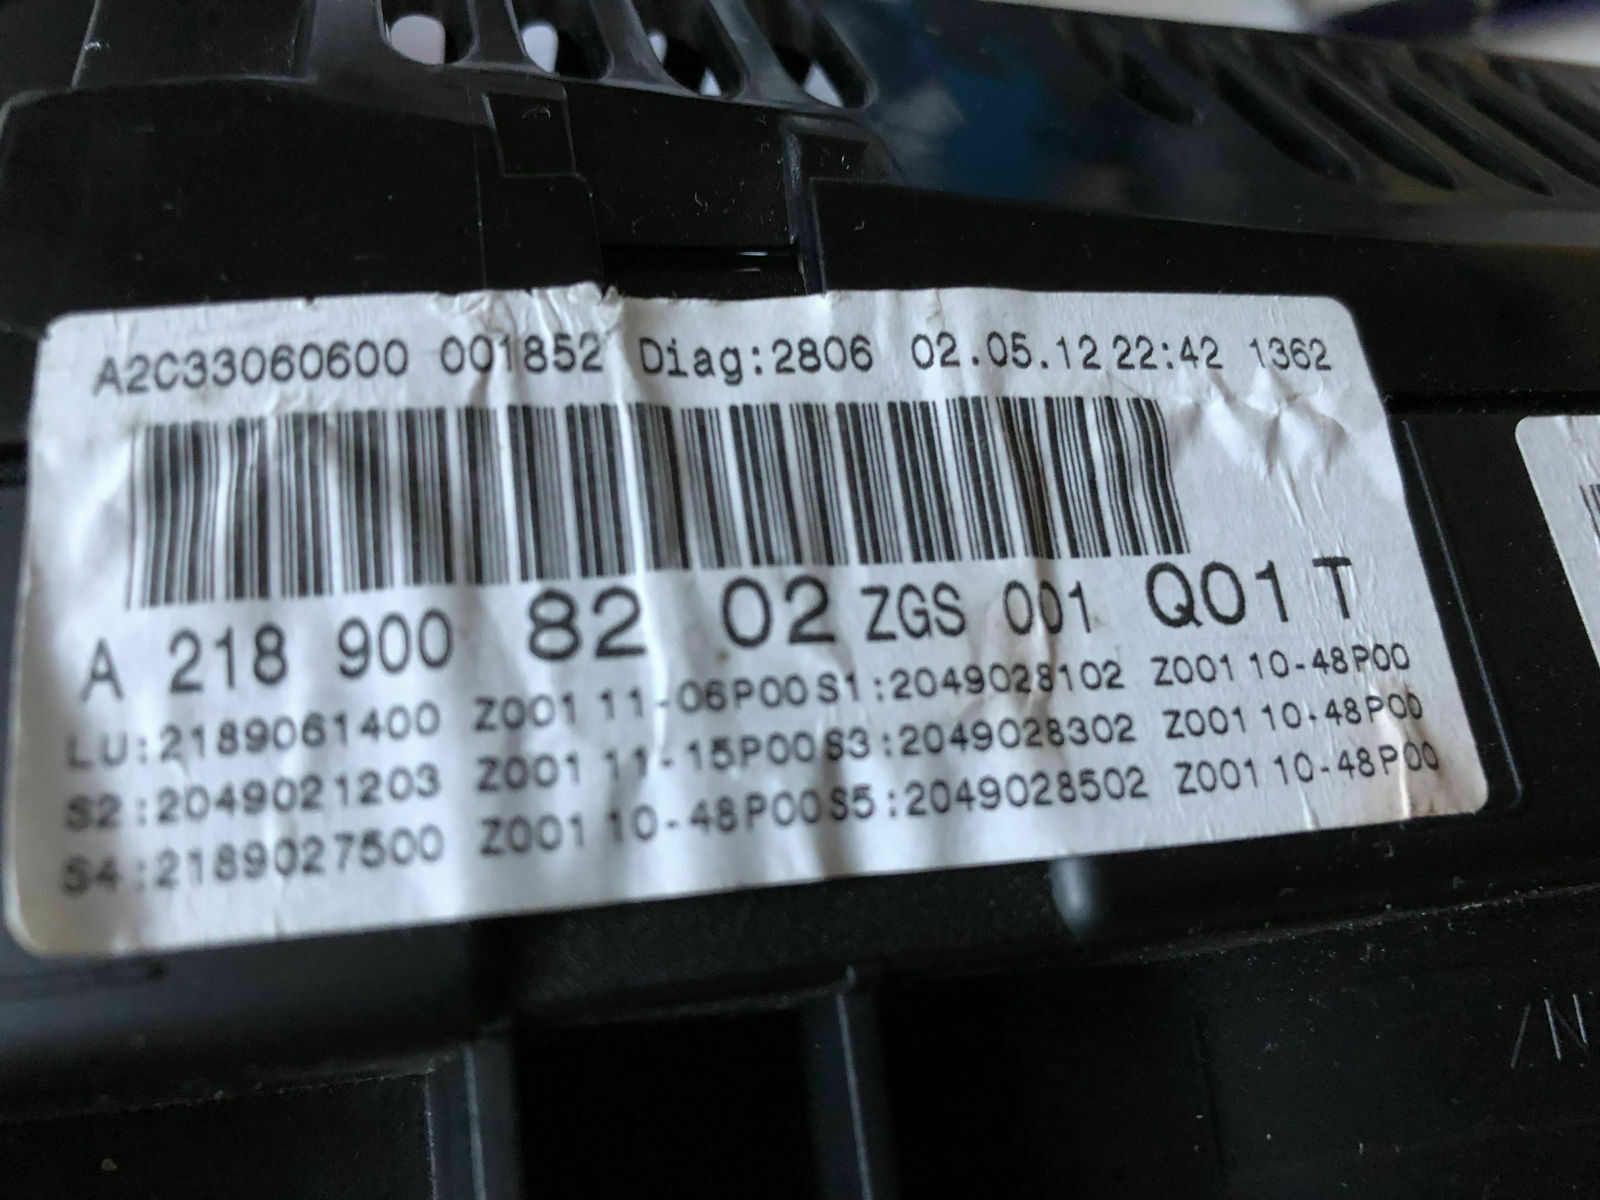 A2C33060600 001852 Diag:2806 02.05.12 22:42 1362
A 218 900 82 02 ZGS 001 Q01 T
LU:2189061400 Z001 11-06P00 S1:2049028102 Z001 10-48P00
S2:2049021203 Z001 11-15P00 S3:2049028302 Z001 10-48P00
S4:2189027500 Z001 10-48P00 S5:2049028502 Z001 10-48P00